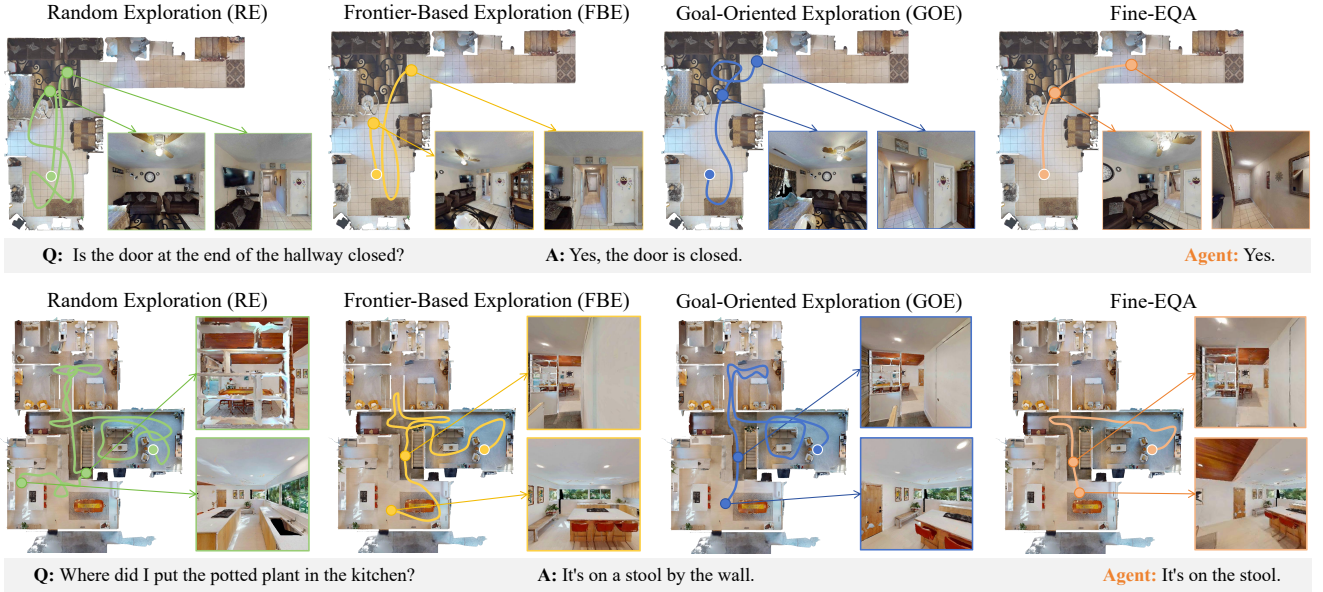 Random Exploration (RE)
Frontier-Based Exploration (FBE)
Goal-Oriented Exploration (GOE)
Fine-EQA
Q: Is the door at the end of the hallway closed?
A: Yes, the door is closed.
Agent: Yes.
Random Exploration (RE)
Frontier-Based Exploration (FBE)
Goal-Oriented Exploration (GOE)
Fine-EQA
Q: Where did I put the potted plant in the kitchen?
A: It's on a stool by the wall.
Agent: It's on the stool.